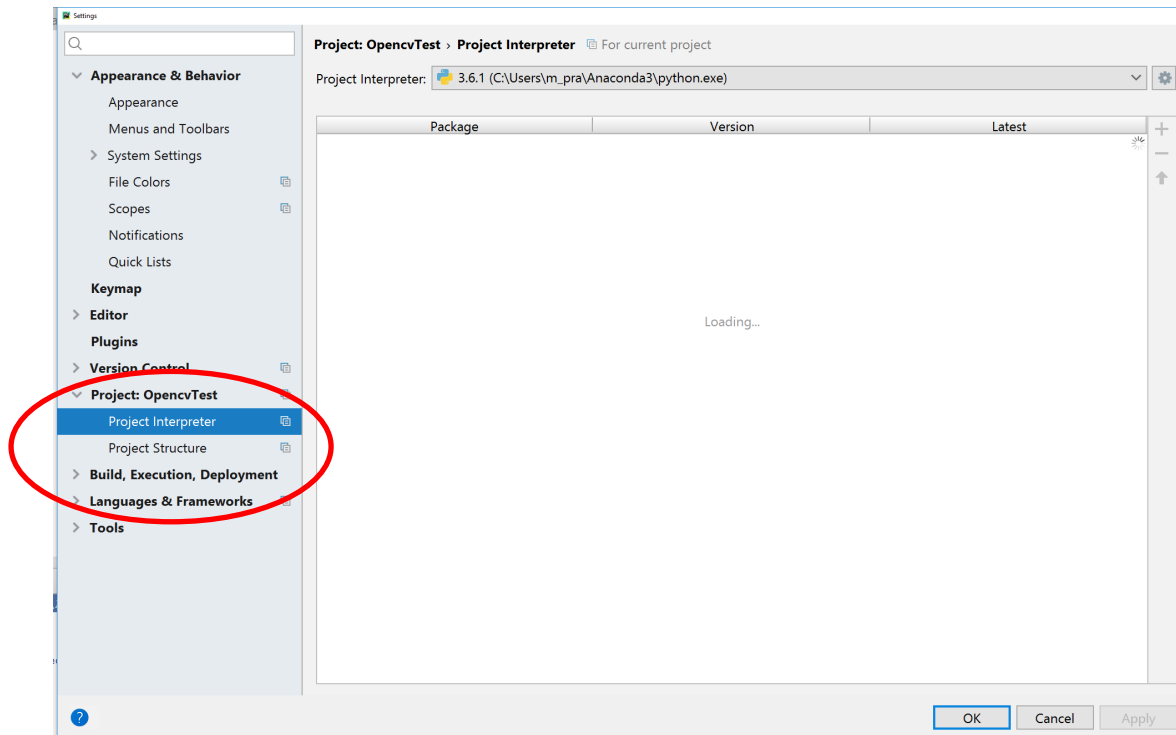 Settings
Project: OpencvTest › Project Interpreter For current project
Appearance & Behavior
Project Interpreter: 3.6.1 (C:\Users\m_pra\Anaconda3\python.exe)
Appearance
Menus and Toolbars
Package Version Latest
System Settings
File Colors
Scopes
Notifications
Quick Lists
Keymap
Editor
Loading...
Plugins
Version Control
Project: OpencvTest
Project Interpreter
Project Structure
Build, Execution, Deployment
Languages & Frameworks
Tools
?
OK Cancel Apply